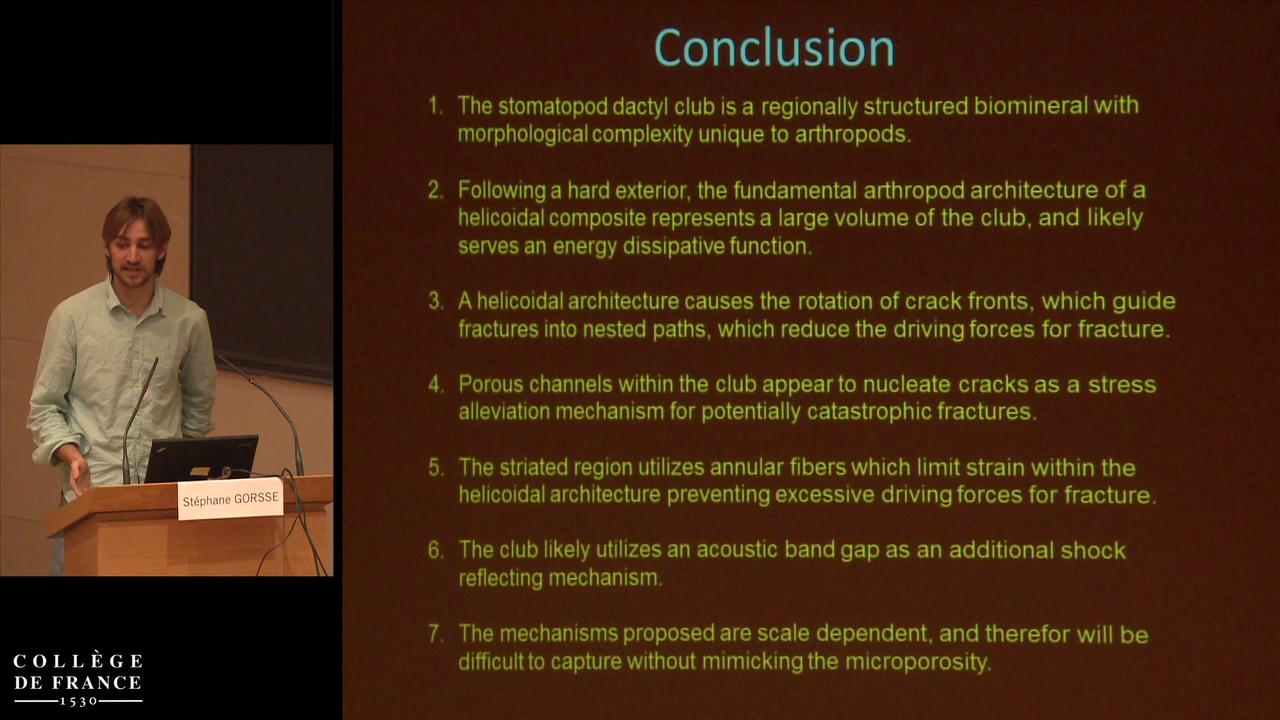 Conclusion
1. The stomatopod dactyl club is a regionally structured biomineral with
morphological complexity unique to arthropods.
2. Following a hard exterior, the fundamental arthropod architecture of a
helicoidal composite represents a large volume of the club, and likely
serves an energy dissipative function.
3. A helicoidal architecture causes the rotation of crack fronts, which guide
fractures into nested paths, which reduce the driving forces for fracture.
4. Porous channels within the club appear to nucleate cracks as a stress
alleviation mechanism for potentially catastrophic fractures.
5. The striated region utilizes annular fibers which limit strain within the
helicoidal architecture preventing excessive driving forces for fracture.
6. The club likely utilizes an acoustic band gap as an additional shock
reflecting mechanism.
7. The mechanisms proposed are scale dependent, and therefor will be
difficult to capture without mimicking the microporosity.
Stéphane GORSSE
COLLÈGE
DE FRANCE
1530